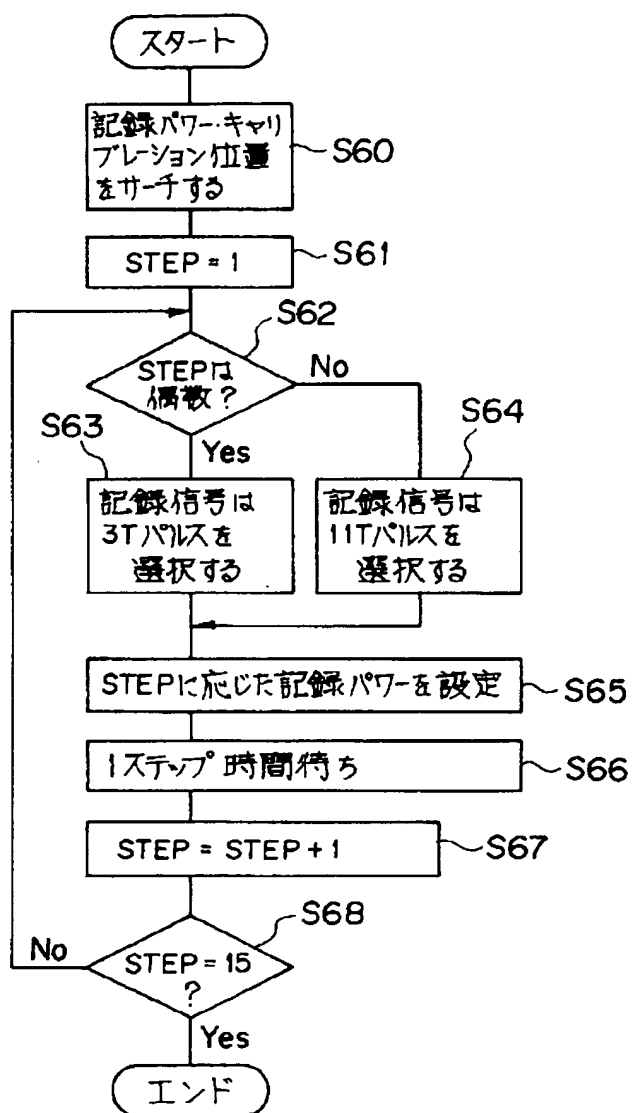 スタート
記録パワー・キャリ
ブレーション位置
をサーチする
S60
STEP = 1
S61
S62
STEPは
偶数?
No
Yes
S63
記録信号は
3Tパルスを
選択する
S64
記録信号は
11Tパルスを
選択する
STEPに応じた記録パワーを設定
S65
1ステップ時間待ち
S66
STEP = STEP + 1
S67
S68
No
STEP = 15
?
Yes
エンド